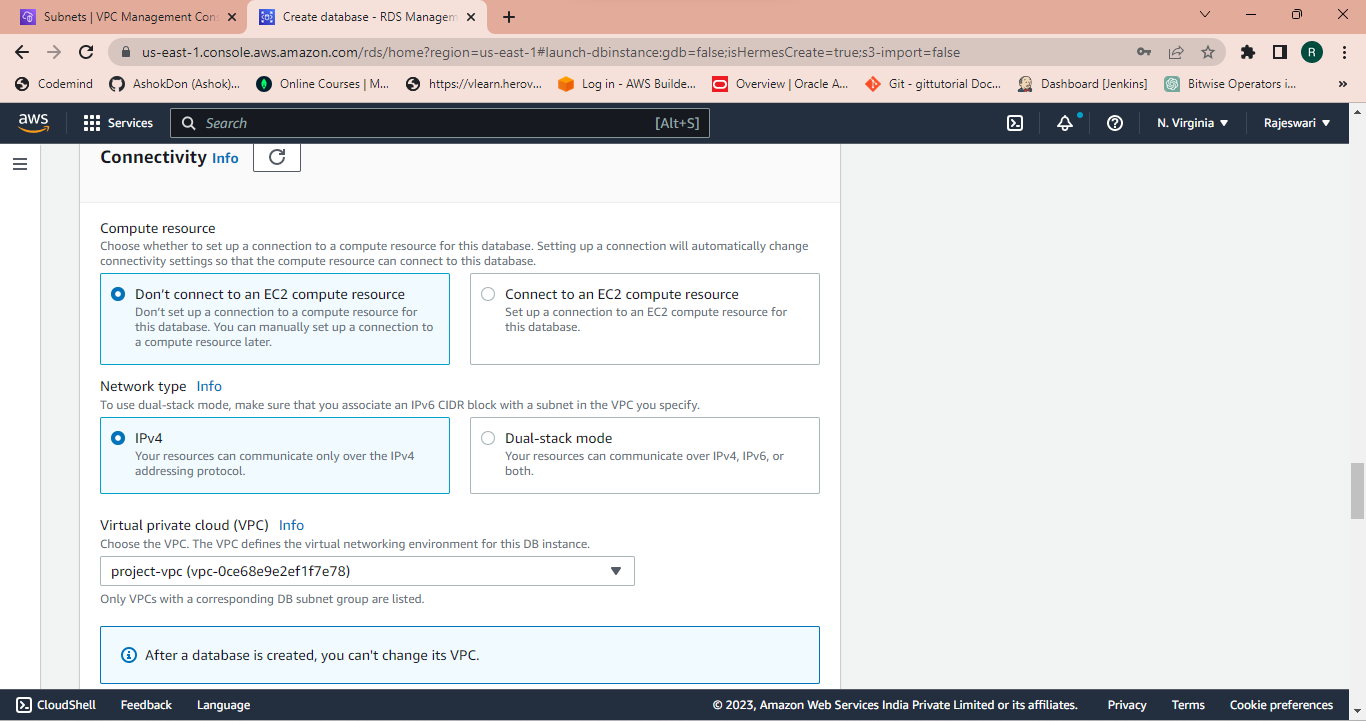 Subnets | VPC Management Con
Create database - RDS Managem
us-east-1.console.aws.amazon.com/rds/home?region=us-east-1#launch-dbinstance:gdb=false;isHermesCreate=true;s3-import=false
R
Codemind
AshokDon (Ashok)...
Online Courses | M...
https://vlearn.herov...
Log in - AWS Builde...
Overview | Oracle A...
Git - gittutorial Doc...
Dashboard [Jenkins]
Bitwise Operators i...
»
aws
Services
Search
[Alt+S]
N. Virginia
Rajeswari
Connectivity Info
Compute resource
Choose whether to set up a connection to a compute resource for this database. Setting up a connection will automatically change
connectivity settings so that the compute resource can connect to this database.
Don't connect to an EC2 compute resource
Don't set up a connection to a compute resource for
this database. You can manually set up a connection to
a compute resource later.
Connect to an EC2 compute resource
Set up a connection to an EC2 compute resource for
this database.
Network type Info
To use dual-stack mode, make sure that you associate an IPv6 CIDR block with a subnet in the VPC you specify.
IPv4
Your resources can communicate only over the IPv4
addressing protocol.
Dual-stack mode
Your resources can communicate over IPv4, IPv6, or
both.
Virtual private cloud (VPC) Info
Choose the VPC. The VPC defines the virtual networking environment for this DB instance.
project-vpc (vpc-0ce68e9e2ef1f7e78)
Only VPCs with a corresponding DB subnet group are listed.
After a database is created, you can't change its VPC.
CloudShell
Feedback
Language
© 2023, Amazon Web Services India Private Limited or its affiliates.
Privacy
Terms
Cookie preferences